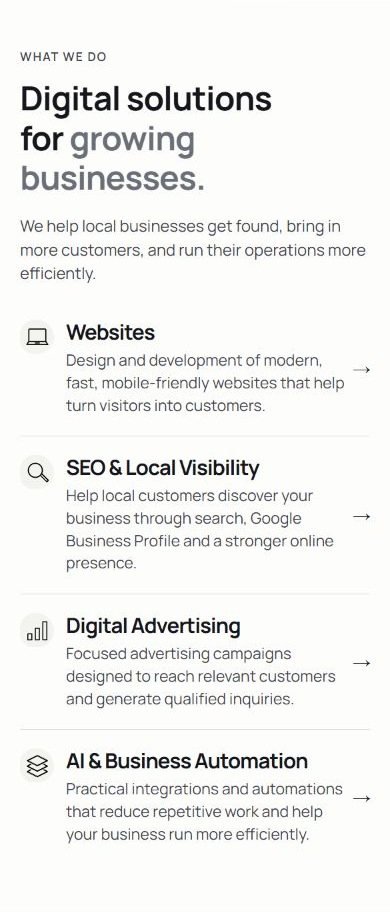 WHAT WE DO
Digital solutions
for growing
businesses.
We help local businesses get found, bring in
more customers, and run their operations more
efficiently.
Websites
Design and development of modern,
fast, mobile-friendly websites that help
turn visitors into customers.
→
SEO & Local Visibility
Help local customers discover your
business through search, Google
Business Profile and a stronger online
presence.
→
Digital Advertising
Focused advertising campaigns
designed to reach relevant customers
and generate qualified inquiries.
→
AI & Business Automation
Practical integrations and automations
that reduce repetitive work and help
your business run more efficiently.
→